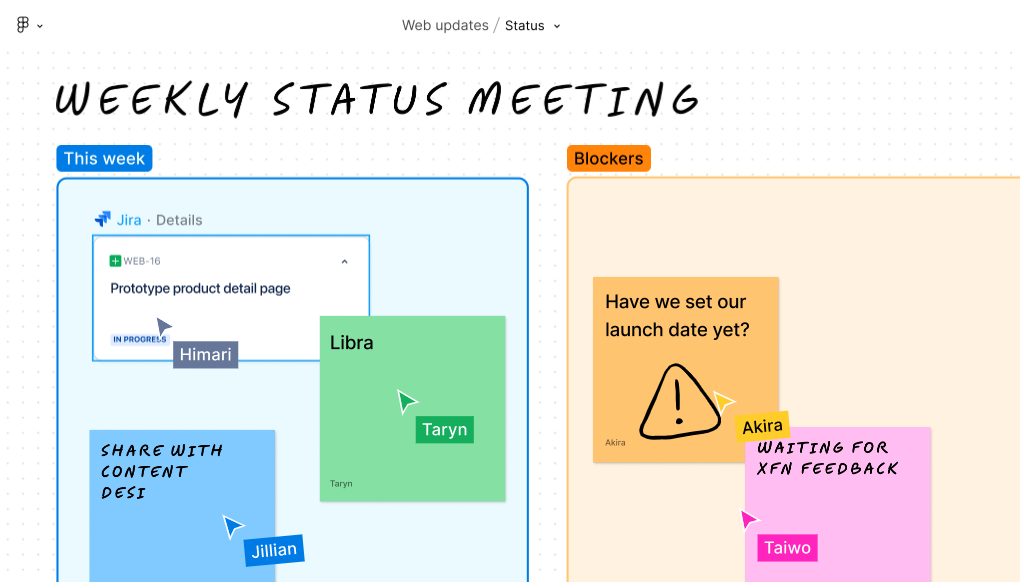 Web updates / Status
WEEKLY STATUS MEETING
This week
Jira · Details
WEB-16
Prototype product detail page
IN PROGRESS
Himari
Libra
Taryn
Taryn
SHARE WITH
CONTENT
DESI
Jillian
Blockers
Have we set our
launch date yet?
!
Akira
Akira
WAITING FOR
XFN FEEDBACK
Taiwo